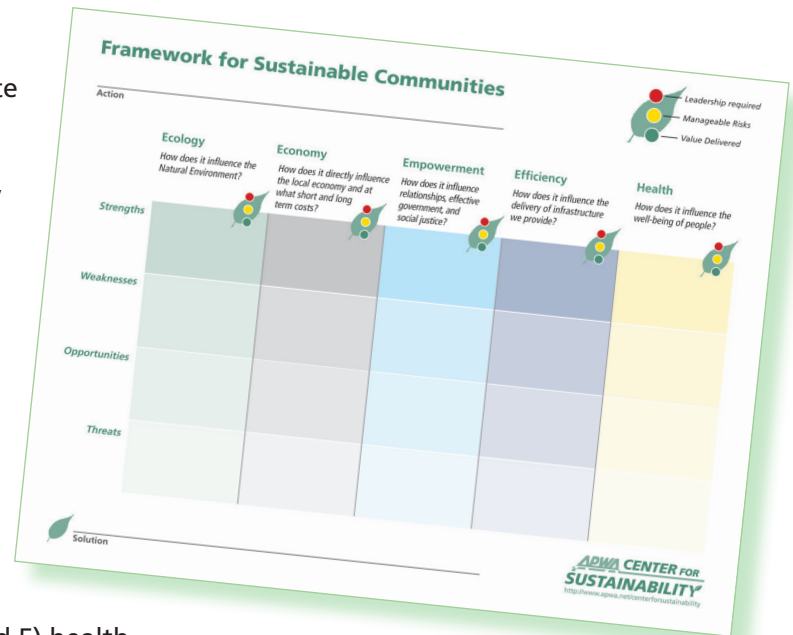 te
Framework for Sustainable Communities
Action
Leadership required
Manageable Risks
Value Delivered
Ecology
How does it influence the
Natural Environment?
Economy
How does it directly influence
the local economy and at
what short and long
term costs?
Empowerment
How does it influence
relationships, effective
government, and
social justice?
Efficiency
How does it influence the
delivery of infrastructure
we provide?
Health
How does it influence the
well-being of people?
Strengths
Weaknesses
Opportunities
Threats
Solution
APWA CENTER FOR
SUSTAINABILITY
http://www.apwa.net/centerforsustainability
d 5) health